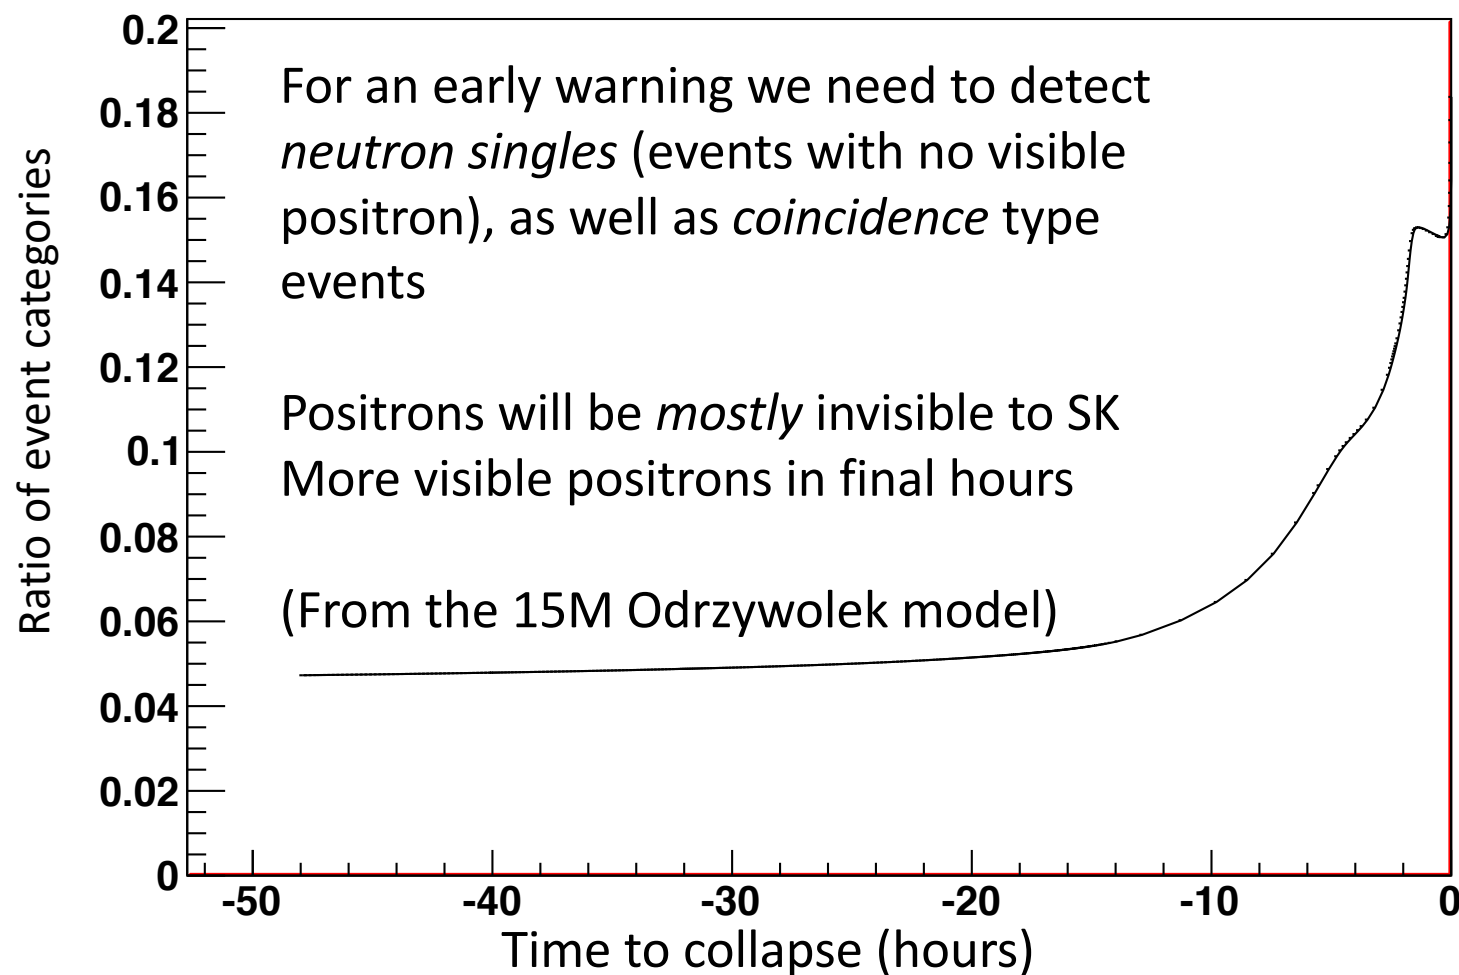 0.2
0.18
0.16
0.14
0.12
0.1
0.08
0.06
0.04
0.02
0
Ratio of event categories
For an early warning we need to detect
neutron singles (events with no visible
positron), as well as coincidence type
events
Positrons will be mostly invisible to SK
More visible positrons in final hours
(From the 15M Odrzywolek model)
-50 -40 -30 -20 -10 0
Time to collapse (hours)